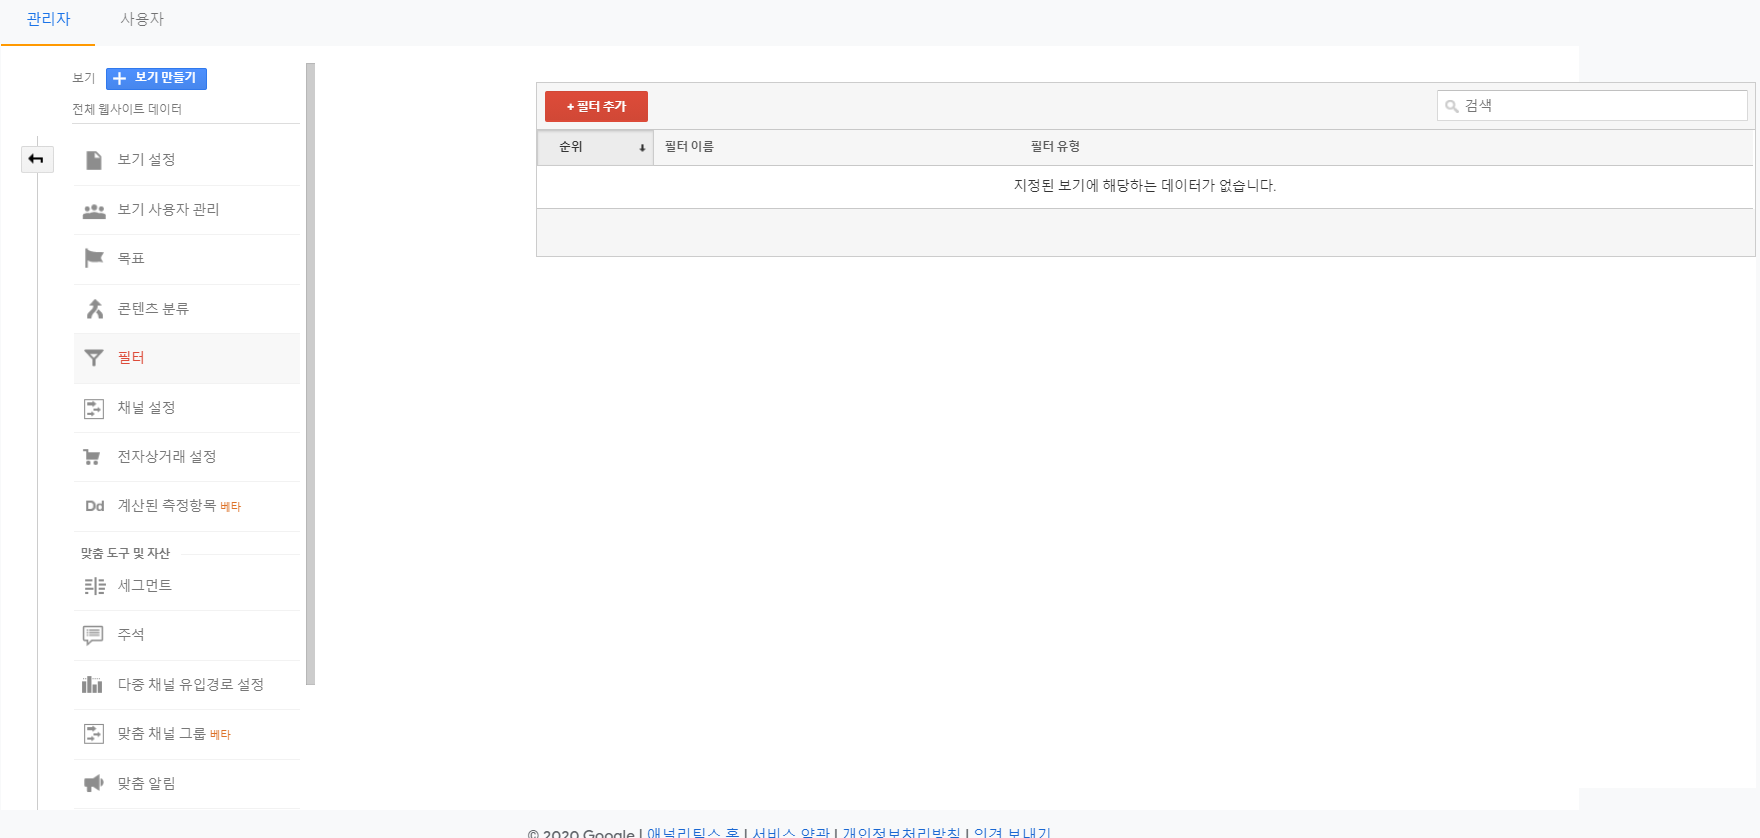 관리자 사용자
보기 + 보기 만들기
전체 웹사이트 데이터
보기 설정
보기 사용자 관리
목표
콘텐츠 분류
필터
채널 설정
전자상거래 설정
Dd 계산된 측정항목 베타
맞춤 도구 및 자산
세그먼트
주석
다중 채널 유입경로 설정
맞춤 채널 그룹 베타
맞춤 알림
+ 필터 추가 검색
순위 필터 이름 필터 유형
지정된 보기에 해당하는 데이터가 없습니다.
© 2020 Google | 애널리틱스 홈 | 서비스 약관 | 개인정보처리방침 | 의견 보내기